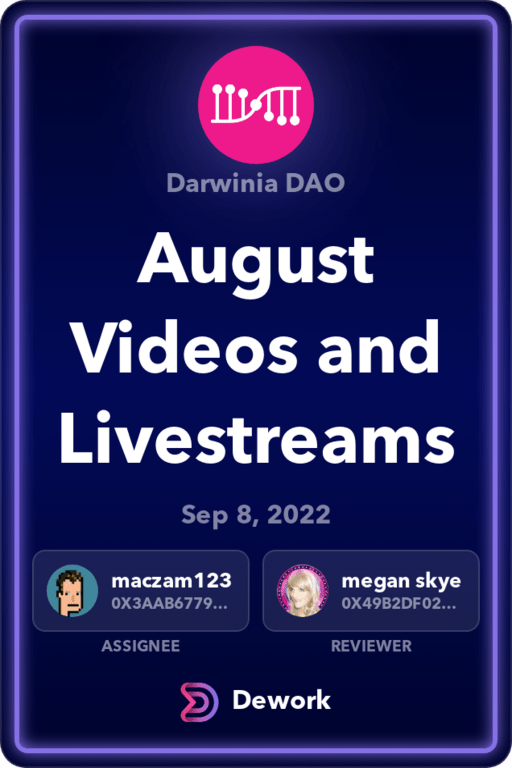 Darwinia DAO
August
Videos and
Livestreams
Sep 8, 2022
maczam123
0X3AAB6779...
ASSIGNEE
megan skye
0X49B2DF02...
REVIEWER
Dework